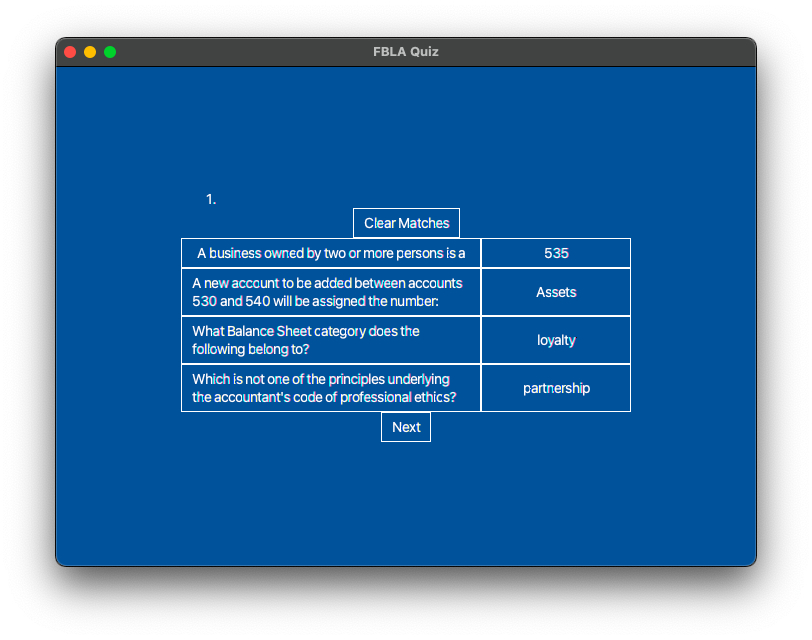 FBLA Quiz
1.
Clear Matches
A business owned by two or more persons is a
535
A new account to be added between accounts
530 and 540 will be assigned the number:
Assets
What Balance Sheet category does the
following belong to?
loyalty
Which is not one of the principles underlying
the accountant's code of professional ethics?
partnership
Next